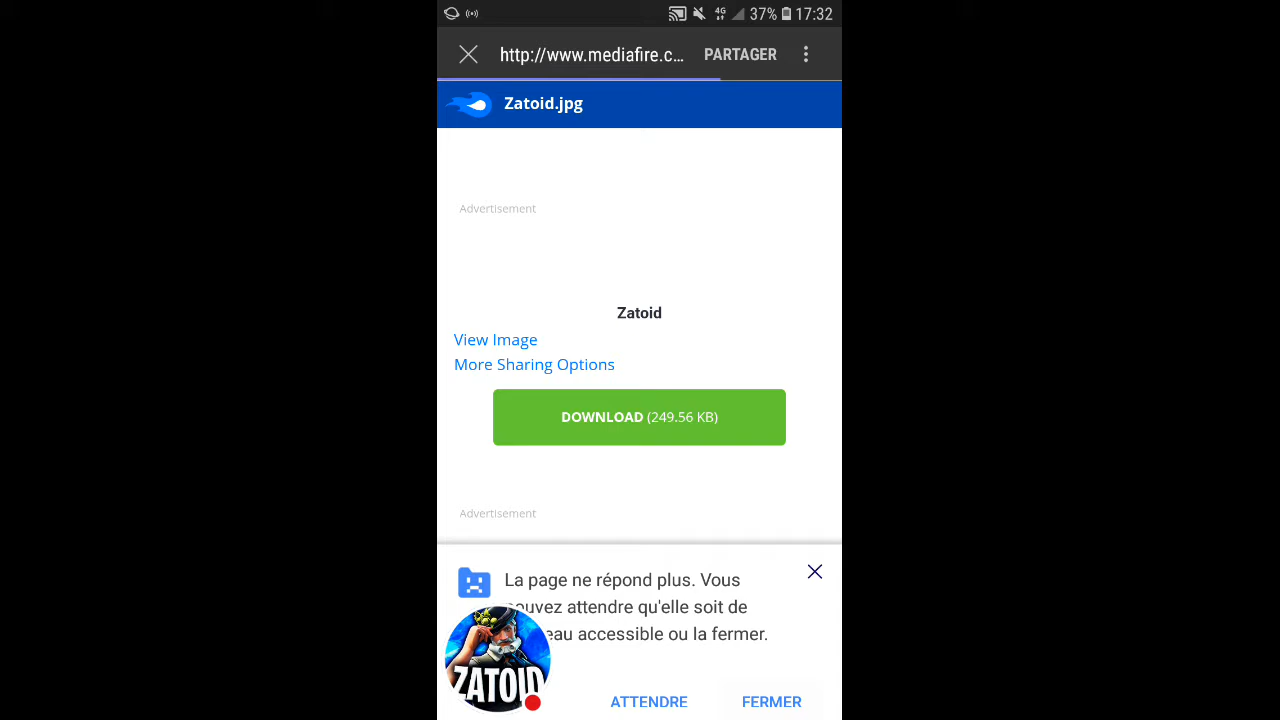 4G 37% 17:32
http://www.mediafire.c... PARTAGER
Zatoid.jpg
Advertisement
Zatoid
View Image
More Sharing Options
DOWNLOAD (249.56 KB)
Advertisement
La page ne répond plus. Vous
attendre qu'elle soit de
accessible ou la fermer.
ZATOID
ATTENDRE FERMER